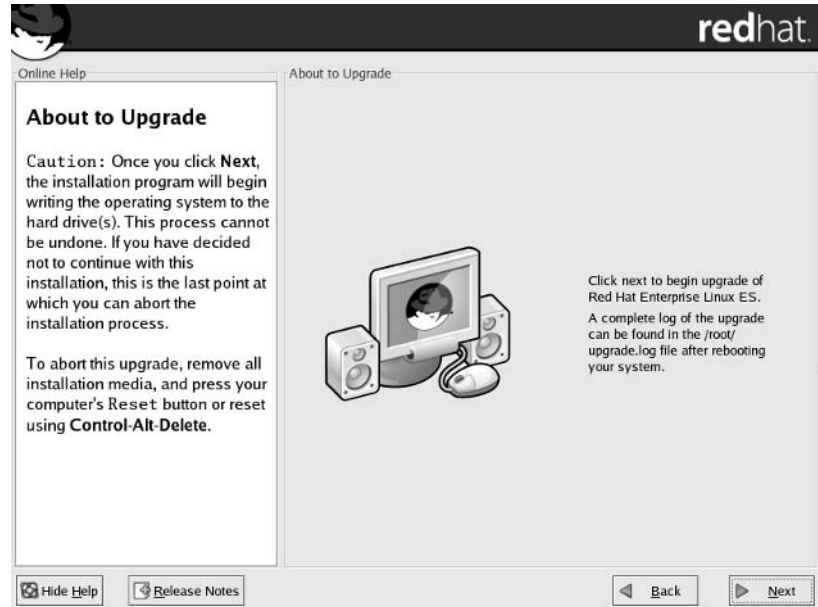 redhat.
Online Help
About to Upgrade
Caution: Once you click Next,
the installation program will begin
writing the operating system to the
hard drive(s). This process cannot
be undone. If you have decided
not to continue with this
installation, this is the last point at
which you can abort the
installation process.
To abort this upgrade, remove all
installation media, and press your
computer's Reset button or reset
using Control-Alt-Delete.
About to Upgrade
Click next to begin upgrade of
Red Hat Enterprise Linux ES.
A complete log of the upgrade
can be found in the /root/
upgrade.log file after rebooting
your system.
Hide Help
Release Notes
Back
Next